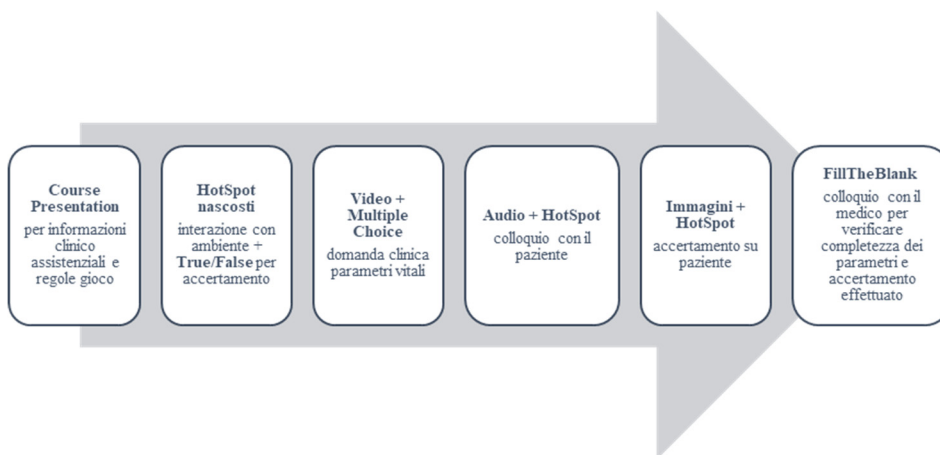 Course
Presentation
per informazioni
clinico
assistenziali e
regole gioco
HotSpot
nascosti
interazione con
ambiente +
True/False per
accertamento
Video +
Multiple
Choice
domanda clinica
parametri vitali
Audio + HotSpot
colloquio con il
paziente
Immagini +
HotSpot
accertamento su
paziente
FillTheBlank
colloquio con il
medico per
verificare
completezza dei
parametri e
accertamento
effettuato